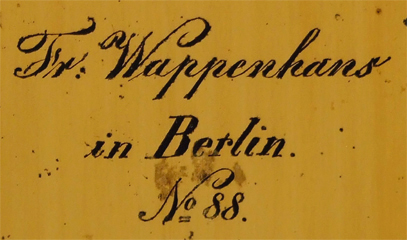 Fr: Wappenhans
in Berlin.
No 88.